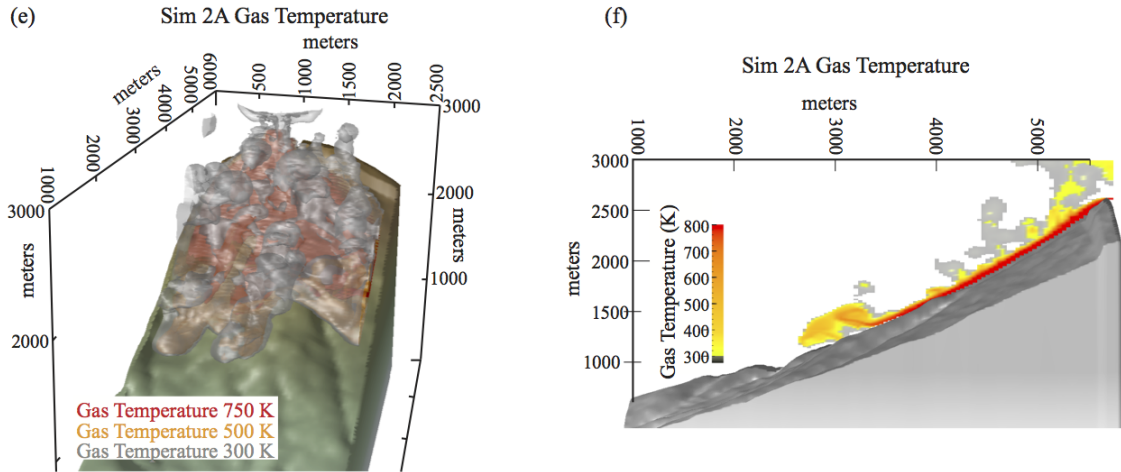 (e)
Sim 2A Gas Temperature
meters
meters
1000
2000
3000
4000
5000
6000
500
1000
1500
2000
2500
3000
2000
1000
meters
3000
2000
meters
Gas Temperature 750 K
Gas Temperature 500 K
Gas Temperature 300 K
(f)
Sim 2A Gas Temperature
meters
1000
2000
3000
4000
5000
3000
2500
2000
1500
1000
meters
Gas Temperature (K)
800
700
600
500
400
300